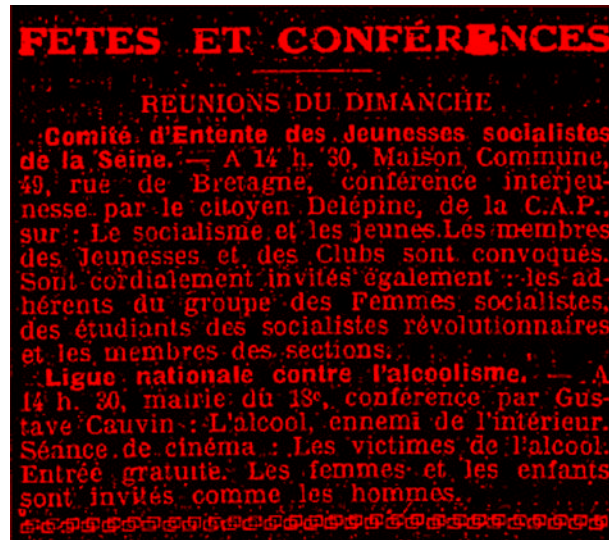 FETES ET CONFÉRENCES
REUNIONS DU DIMANCHE
Comité d'Entente des Jeunesses socialistes
de la Seine. — A 14 h. 30, Maison Commune,
49, rue de Bretagne, conférence interjeu-
nesse par le citoyen Delépine, de la C.A.P.,
sur : Le socialisme et les jeunes. Les membres
des Jeunesses et des Clubs sont convoqués.
Sont cordialement invités également : les ad-
hérents du groupe des Femmes socialistes,
des étudiants des socialistes révolutionnaires
et les membres des sections.
Ligue nationale contre l'alcoolisme. — A
14 h. 30, mairie du 18e, conférence par Gus-
tave Cauvin : L'alcool, ennemi de l'intérieur.
Séance de cinéma : Les victimes de l'alcool.
Entrée gratuite. Les femmes et les enfants
sont invités comme les hommes.